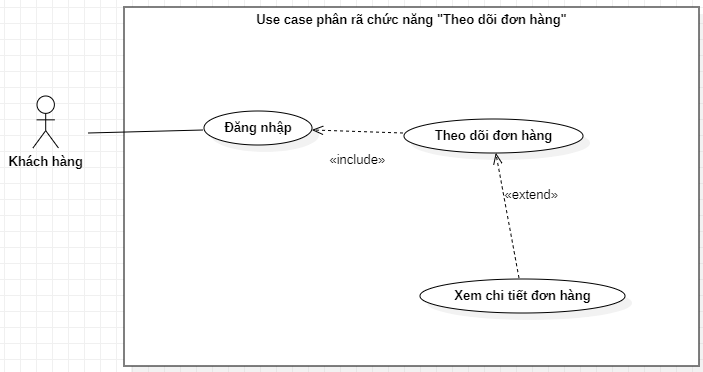 Use case phân rã chức năng "Theo dõi đơn hàng"
Đăng nhập
Theo dõi đơn hàng
Khách hàng
«include»
«extend»
Xem chi tiết đơn hàng